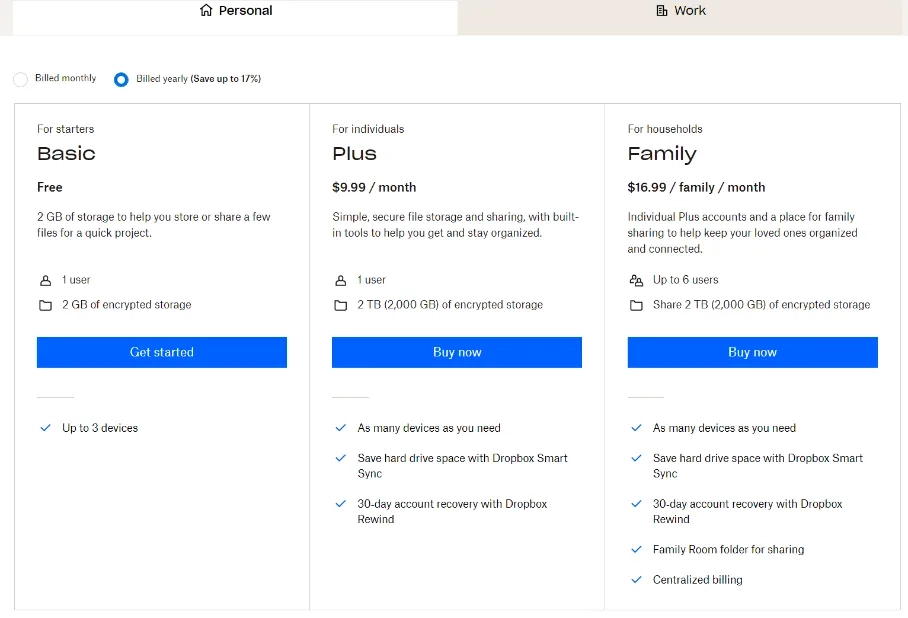 Personal
Work
Billed monthly
Billed yearly (Save up to 17%)
For starters
Basic
Free
2 GB of storage to help you store or share a few
files for a quick project.
1 user
2 GB of encrypted storage
Get started
Up to 3 devices
For individuals
Plus
$9.99 / month
Simple, secure file storage and sharing, with built-
in tools to help you get and stay organized.
1 user
2 TB (2,000 GB) of encrypted storage
Buy now
As many devices as you need
Save hard drive space with Dropbox Smart
Sync
30-day account recovery with Dropbox
Rewind
For households
Family
$16.99 / family / month
Individual Plus accounts and a place for family
sharing to help keep your loved ones organized
and connected.
Up to 6 users
Share 2 TB (2,000 GB) of encrypted storage
Buy now
As many devices as you need
Save hard drive space with Dropbox Smart
Sync
30-day account recovery with Dropbox
Rewind
Family Room folder for sharing
Centralized billing